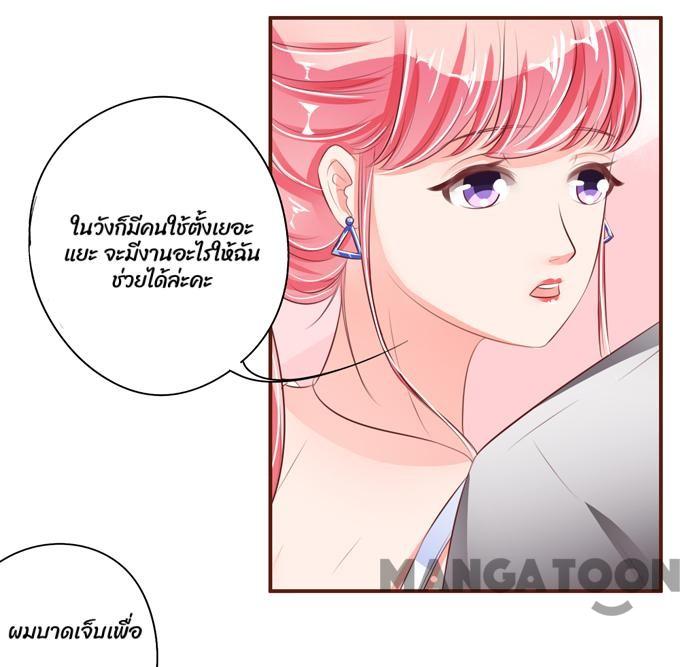 ในวังก็มีคนใช้ตั้งเยอะ
แยะ จะมีงานอะไรให้ฉัน
ช่วยได้ล่ะคะ
MANGATOON
ผมบาดเจ็บเพื่อ